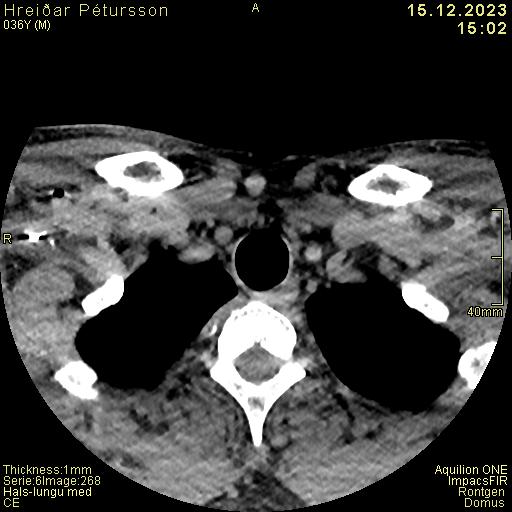 Hreiðar Pétursson
036Y (M)
A
15.12.2023
15:02
R
40mm
Thickness:1mm
Serie:6Image:268
Hals-lungu med
CE
Aquilion ONE
ImpacsFIR
Rontgen
Domus